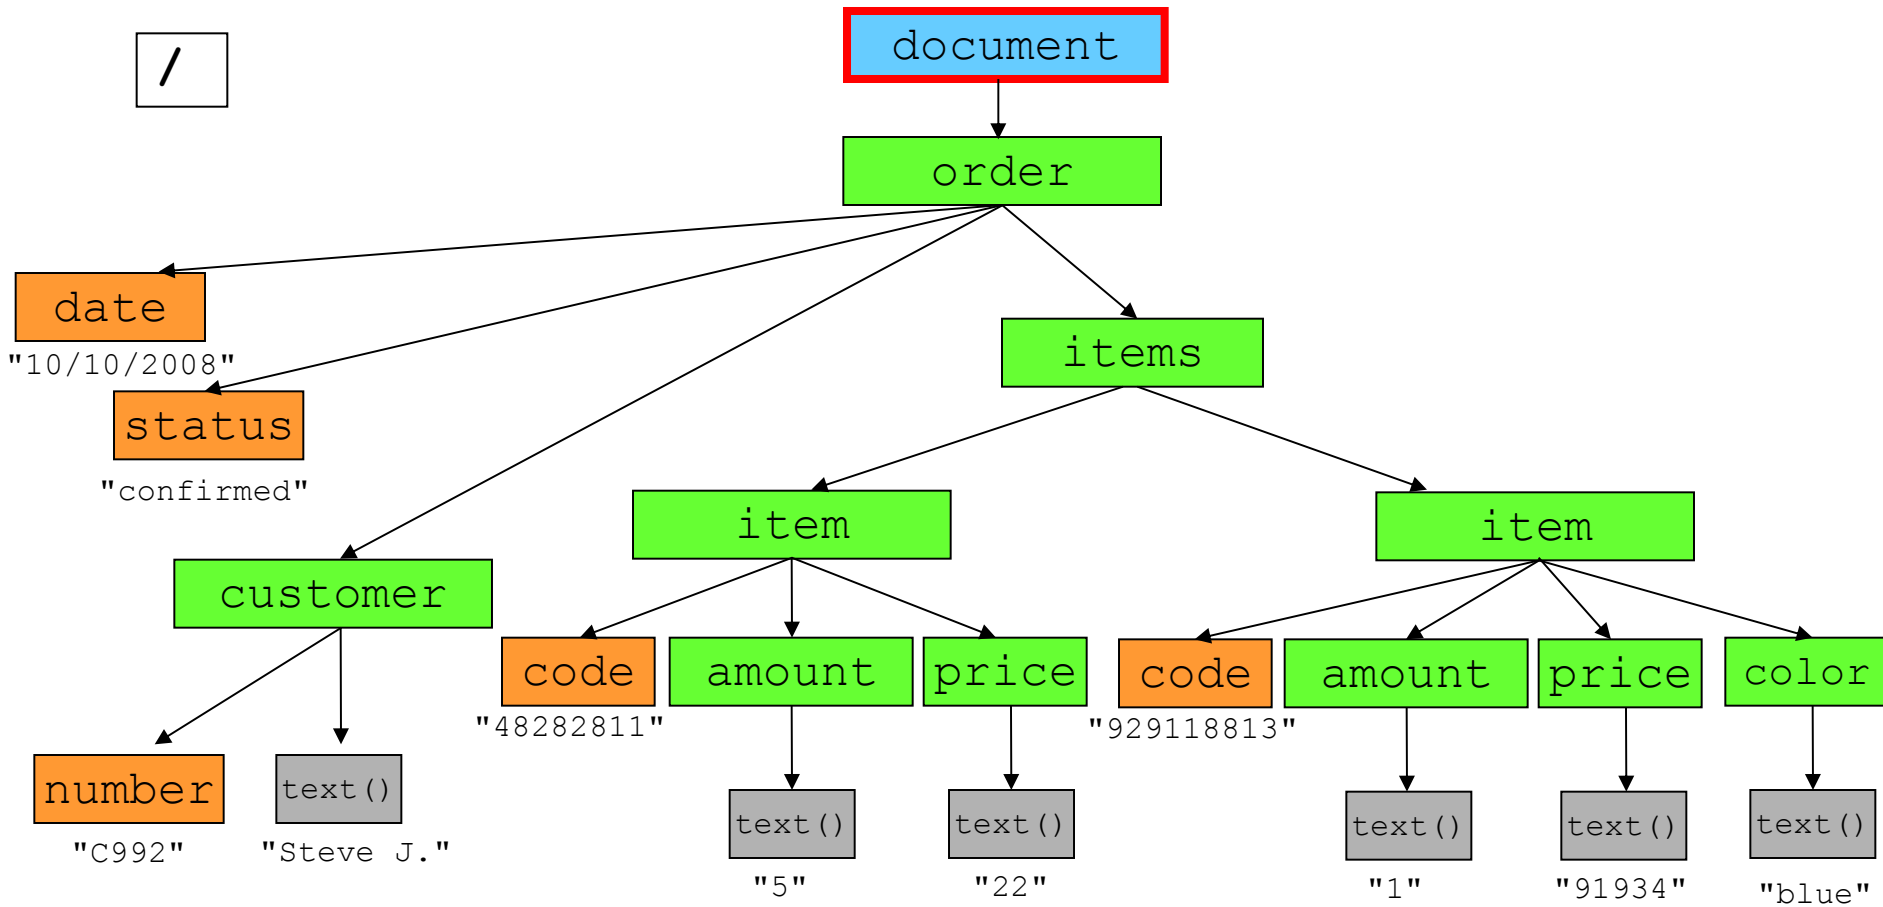 /
document
order
date
"10/10/2008"
status
"confirmed"
items
item
item
customer
code
"48282811"
amount
price
code
"929118813"
amount
price
color
number
"C992"
text()
"Steve J."
text()
"5"
text()
"22"
text()
"1"
text()
"91934"
text()
"blue"